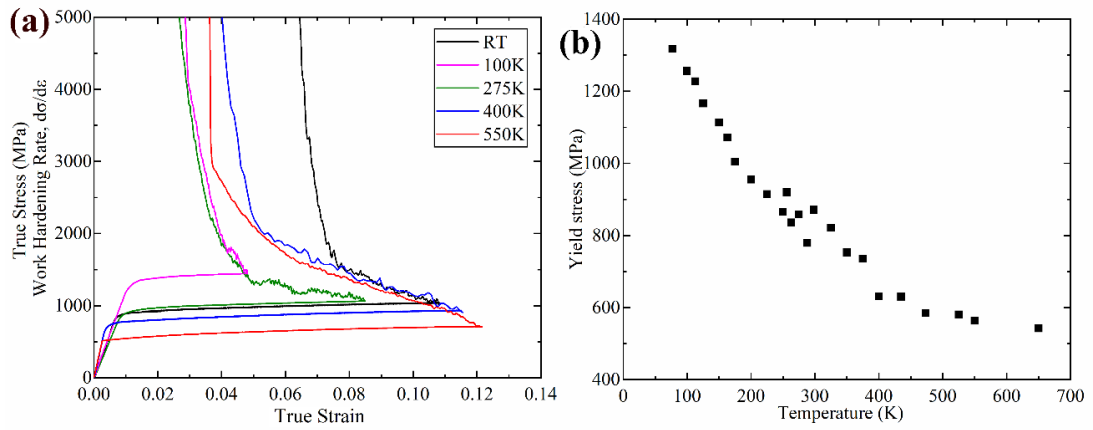 (a)
5000
4000
3000
2000
1000
0
True Stress (MPa)
Work Hardening Rate, dσ/dε
0.00 0.02 0.04 0.06 0.08 0.10 0.12 0.14
True Strain
RT
100K
275K
400K
550K
(b)
1400
1200
1000
800
600
400
Yield stress (MPa)
0 100 200 300 400 500 600 700
Temperature (K)